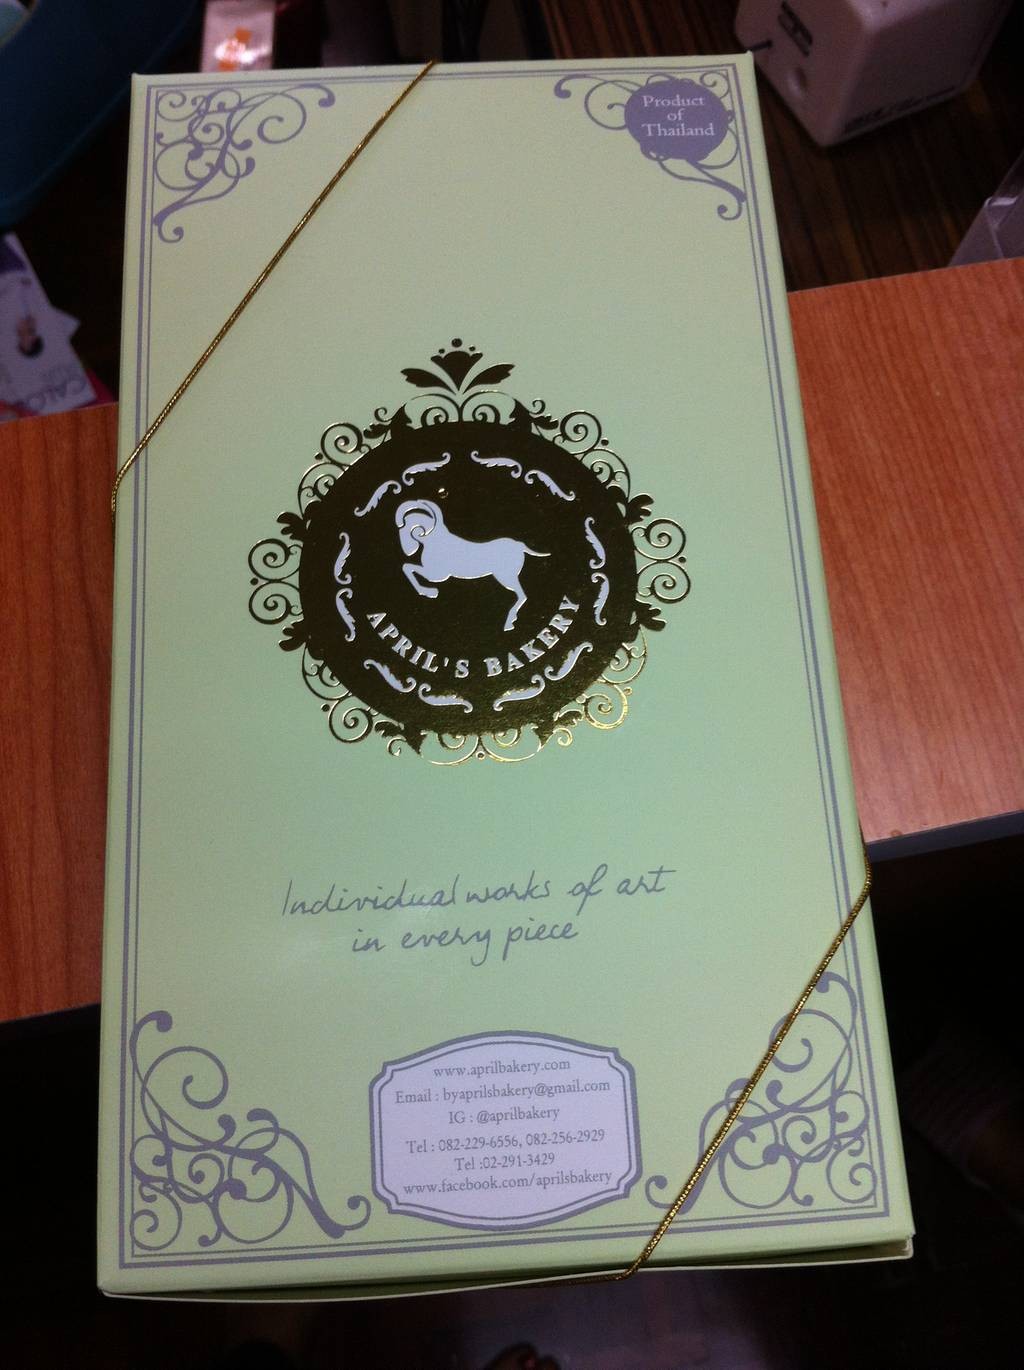 Product
of
Thailand
APRIL'S BAKERY
Individual works of art
in every piece
www.aprilbakery.com
Email : byaprilsbakery@gmail.com
IG : @aprilbakery
Tel : 082-229-6556, 082-256-2929
Tel :02-291-3429
www.facebook.com/aprilsbakery